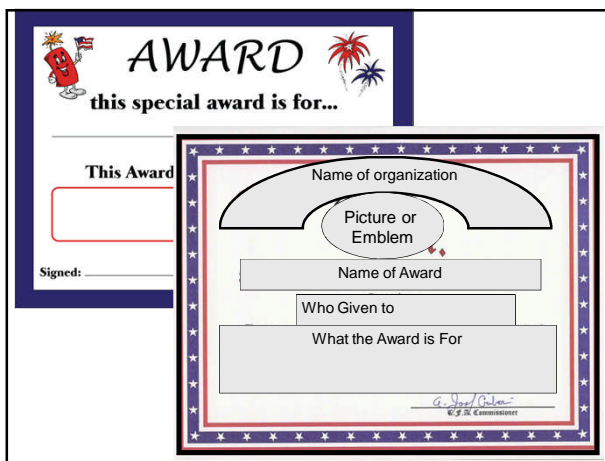 AWARD
this special award is for...
This Award
Signed:
Name of organization
Picture or
Emblem
Name of Award
Who Given to
What the Award is For
Commissioner